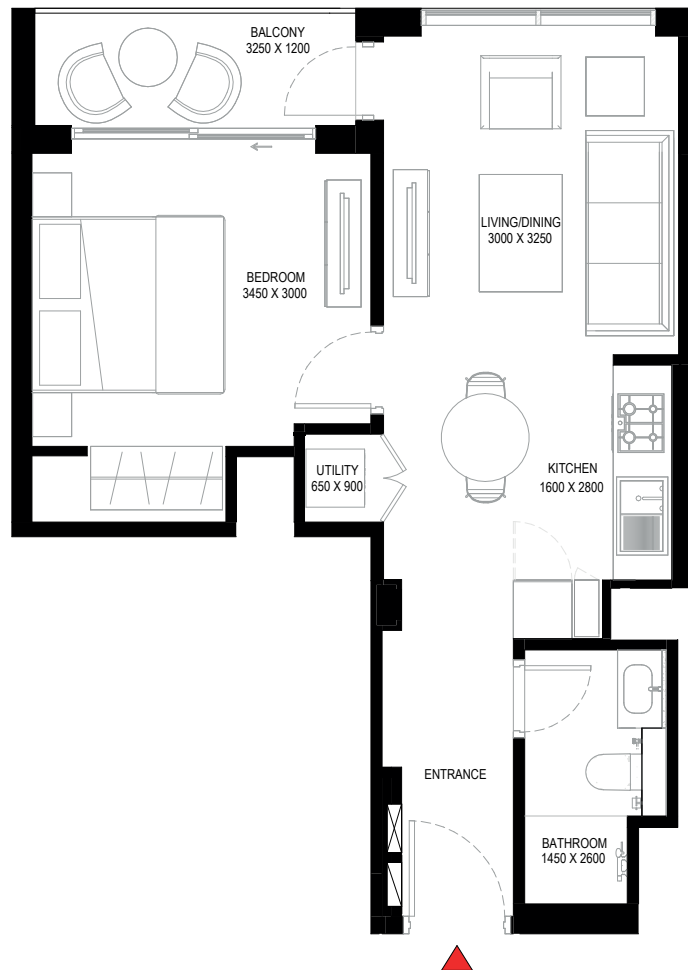 BALCONY
3250 X 1200
LIVING/DINING
3000 X 3250
BEDROOM
3450 X 3000
UTILITY
650 X 900
KITCHEN
1600 X 2800
ENTRANCE
BATHROOM
1450 X 2600